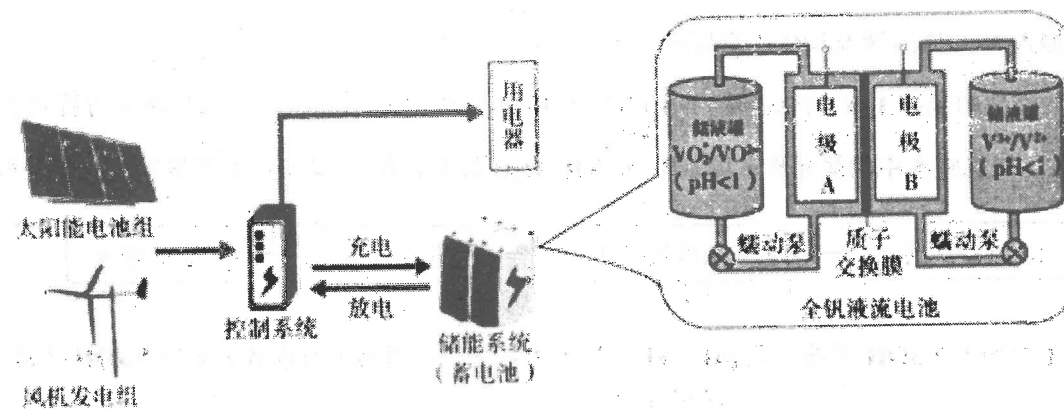 太阳能电池组
风机发电组
控制系统
用电器
充电
放电
储能系统
（蓄电池）
储液罐
VO₂⁺/VO²⁺
（pH<1）
电极A
电极B
储液罐
V³⁺/V²⁺
（pH<1）
蠕动泵
质子
交换膜
蠕动泵
全钒液流电池